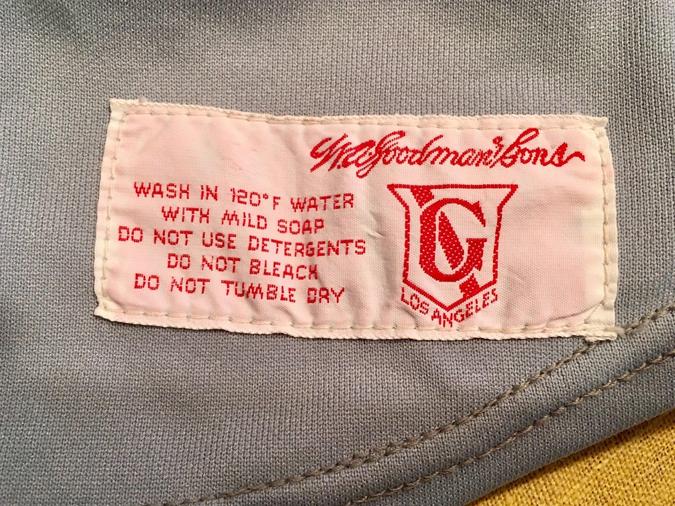 W.A. Goodman & Sons
WASH IN 120°F WATER
WITH MILD SOAP
DO NOT USE DETERGENTS
DO NOT BLEACH
DO NOT TUMBLE DRY
G
LOS ANGELES